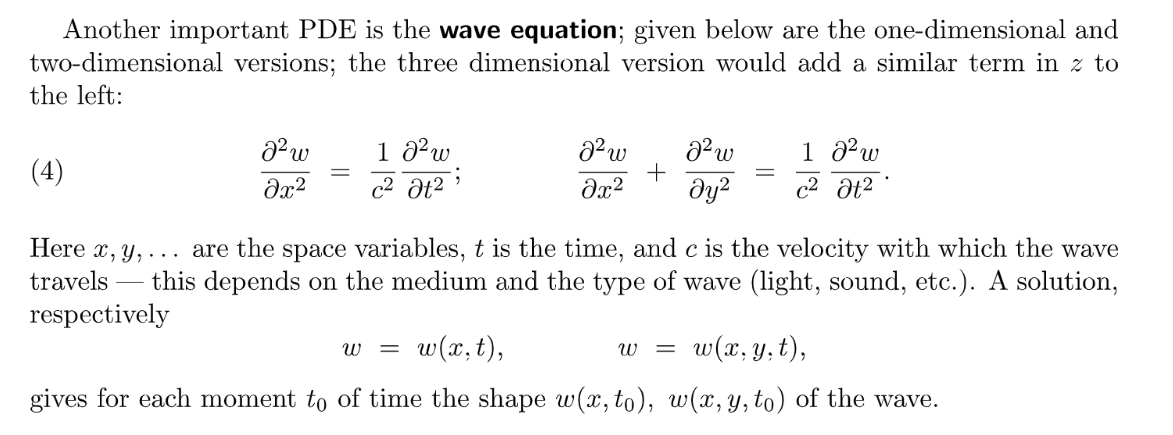 Another important PDE is the wave equation; given below are the one-dimensional and
two-dimensional versions; the three dimensional version would add a similar term in z to
the left:
(4) ∂²w/∂x² = 1/c² ∂²w/∂t² ; ∂²w/∂x² + ∂²w/∂y² = 1/c² ∂²w/∂t² .
Here x, y, . . . are the space variables, t is the time, and c is the velocity with which the wave
travels — this depends on the medium and the type of wave (light, sound, etc.). A solution,
respectively
w = w(x, t), w = w(x, y, t),
gives for each moment t₀ of time the shape w(x, t₀), w(x, y, t₀) of the wave.